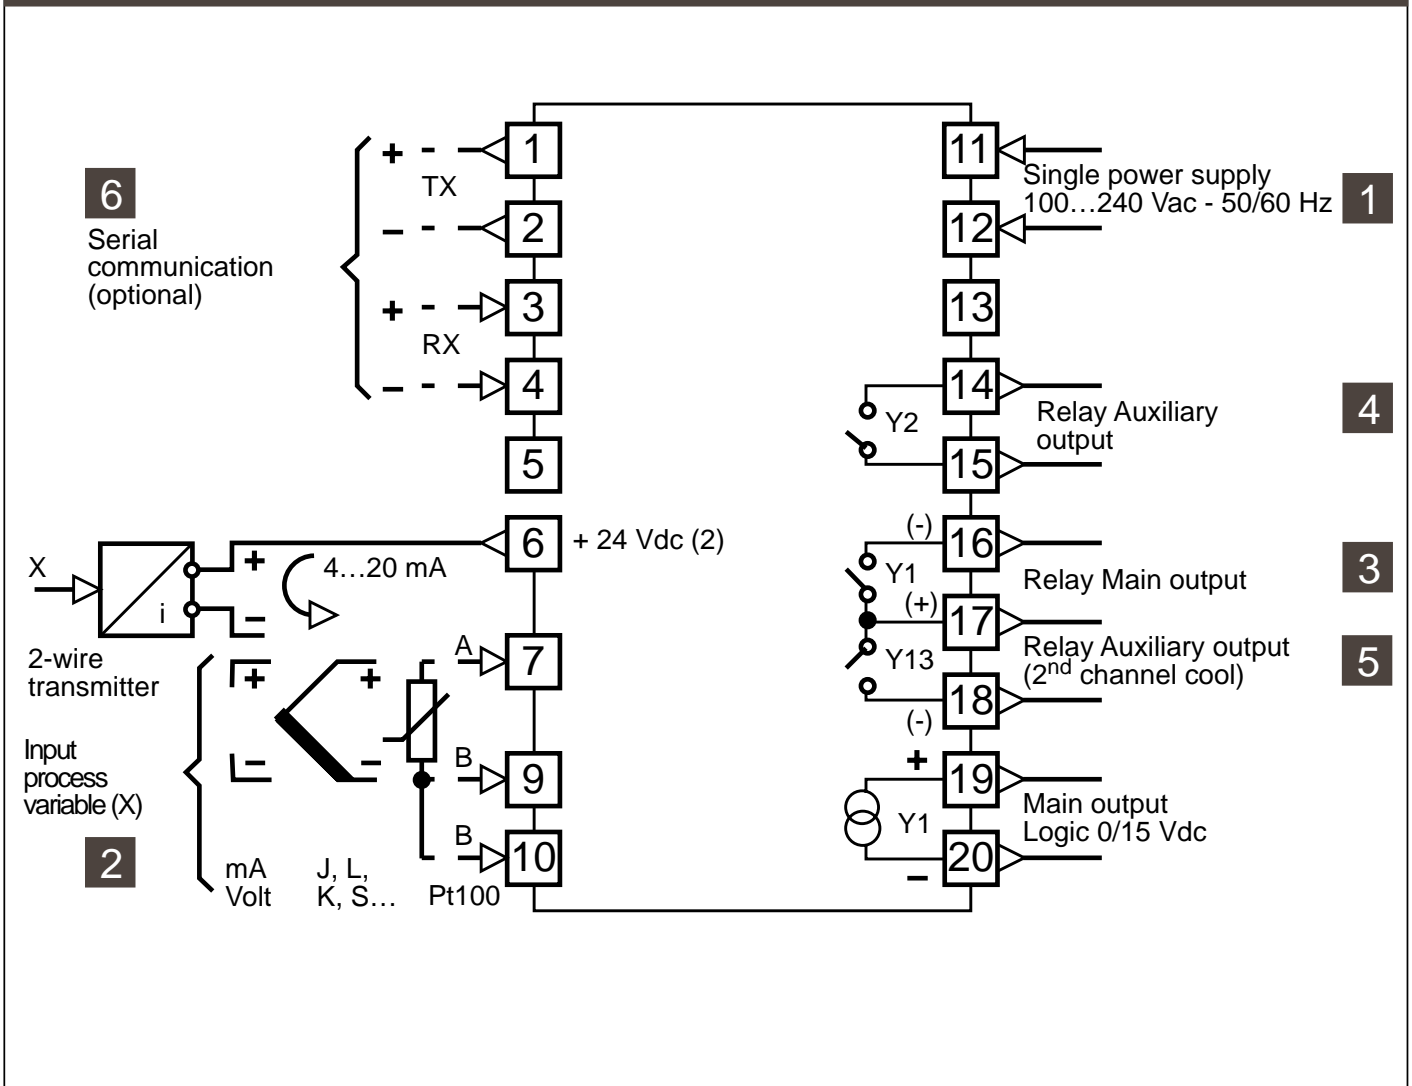 6
Serial
communication
(optional)
+
TX
–
+
RX
–
1
2
3
4
5
6
+ 24 Vdc (2)
7
9
10
X
i
+
–
4…20 mA
2-wire
transmitter
Input
process
variable (X)
2
+
–
mA
Volt
+
–
J, L,
K, S…
A
B
B
Pt100
11
12
13
14
15
16
17
18
19
20
Single power supply
100…240 Vac - 50/60 Hz
1
Y2
Relay Auxiliary
output
4
(-)
Y1
(+)
Relay Main output
3
Y13
(-)
Relay Auxiliary output
(2nd channel cool)
5
+
Y1
–
Main output
Logic 0/15 Vdc